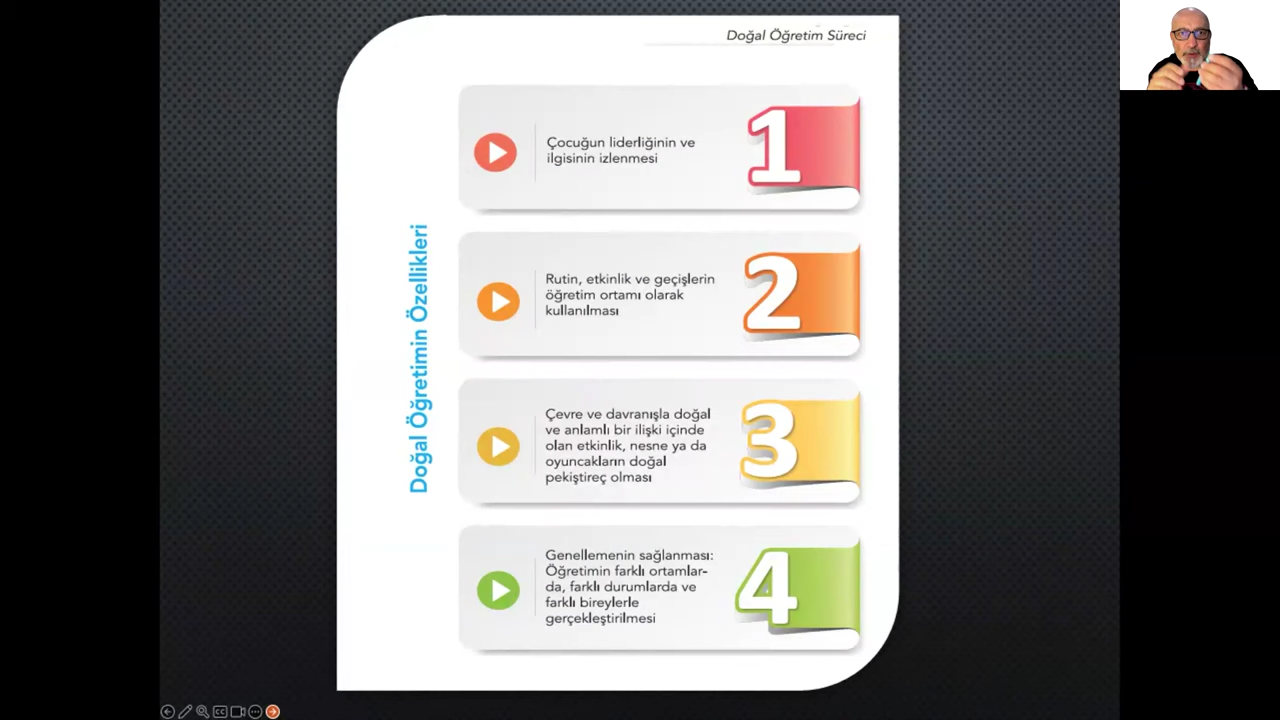 Doğal Öğretim Süreci
Doğal Öğretimin Özellikleri
Çocuğun liderliğinin ve
ilgisinin izlenmesi
1
Rutin, etkinlik ve geçişlerin
öğretim ortamı olarak
kullanılması
2
Çevre ve davranışla doğal
ve anlamlı bir ilişki içinde
olan etkinlik, nesne ya da
oyuncakların doğal
pekiştireç olması
3
Genellemenin sağlanması:
Öğretimin farklı ortamlar-
da, farklı durumlarda ve
farklı bireylerle
gerçekleştirilmesi
4